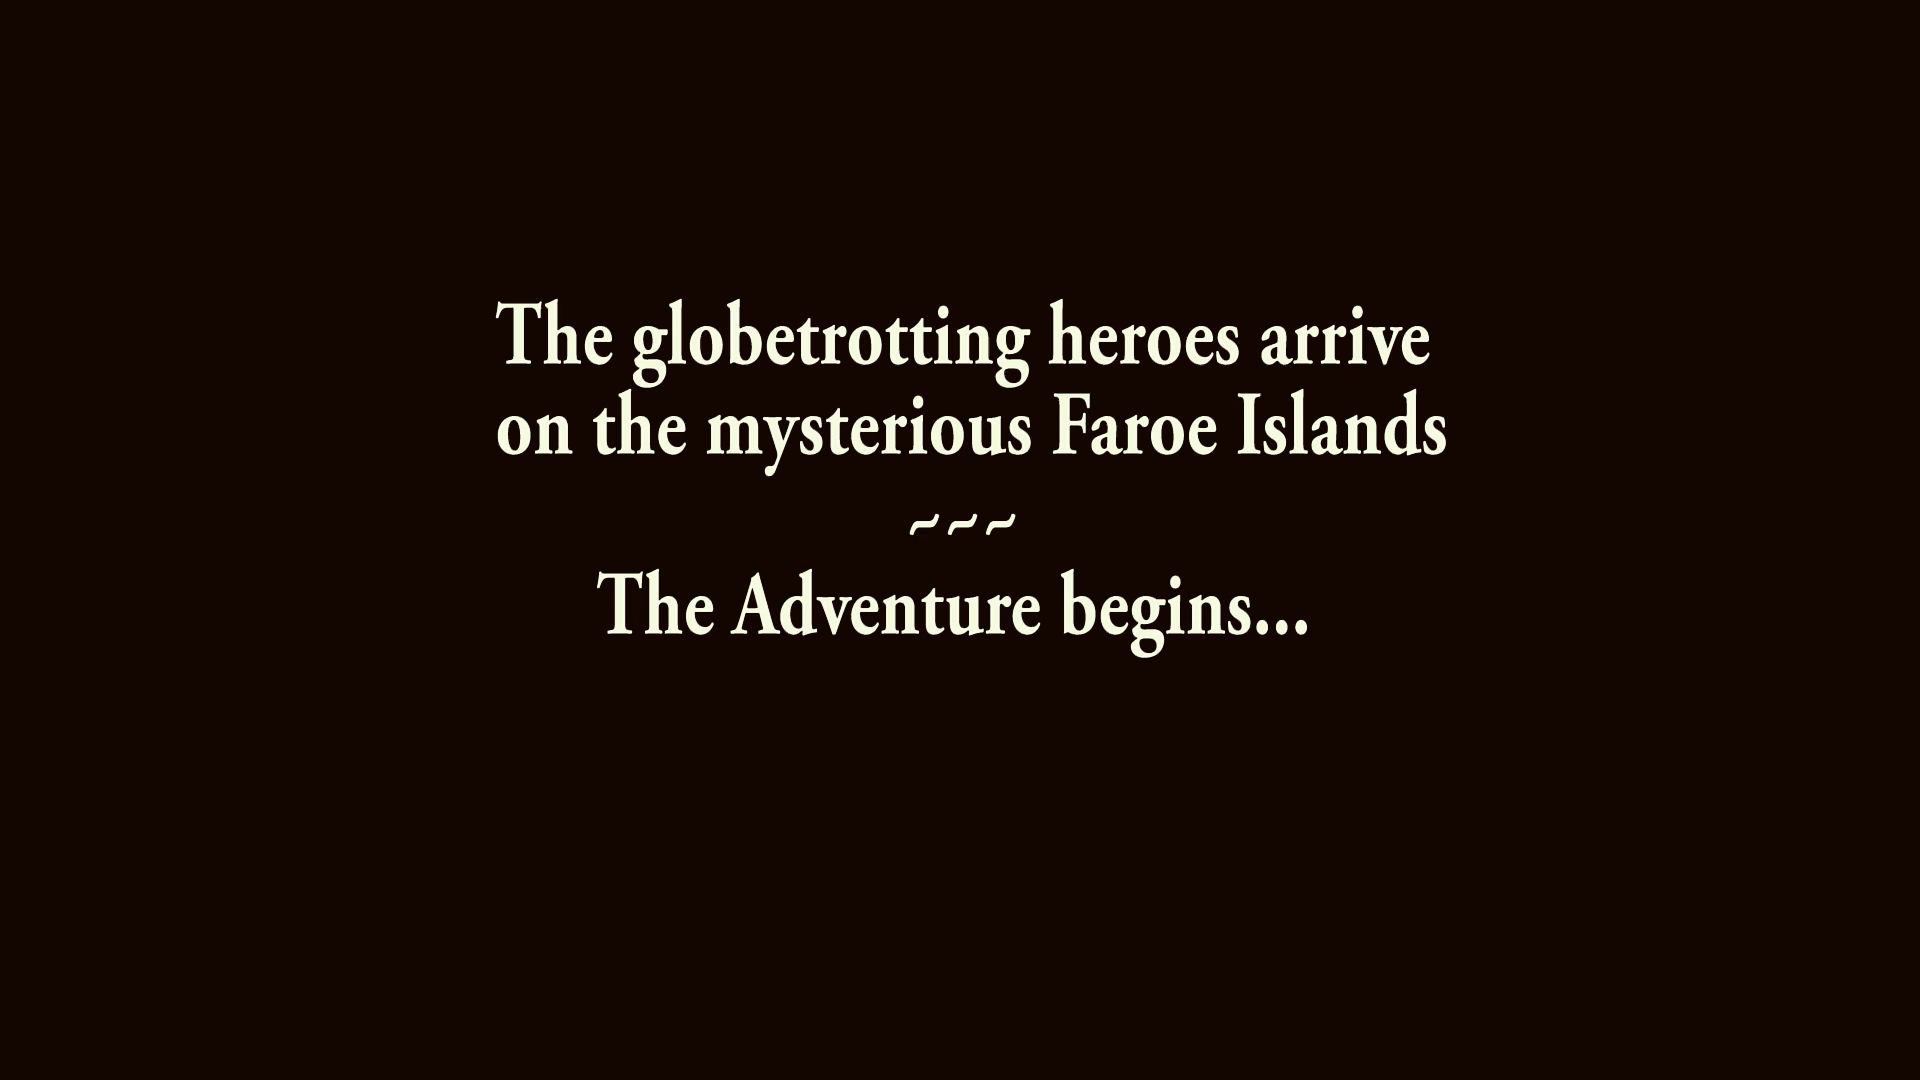 The globetrotting heroes arrive
on the mysterious Faroe Islands
~~~
The Adventure begins...